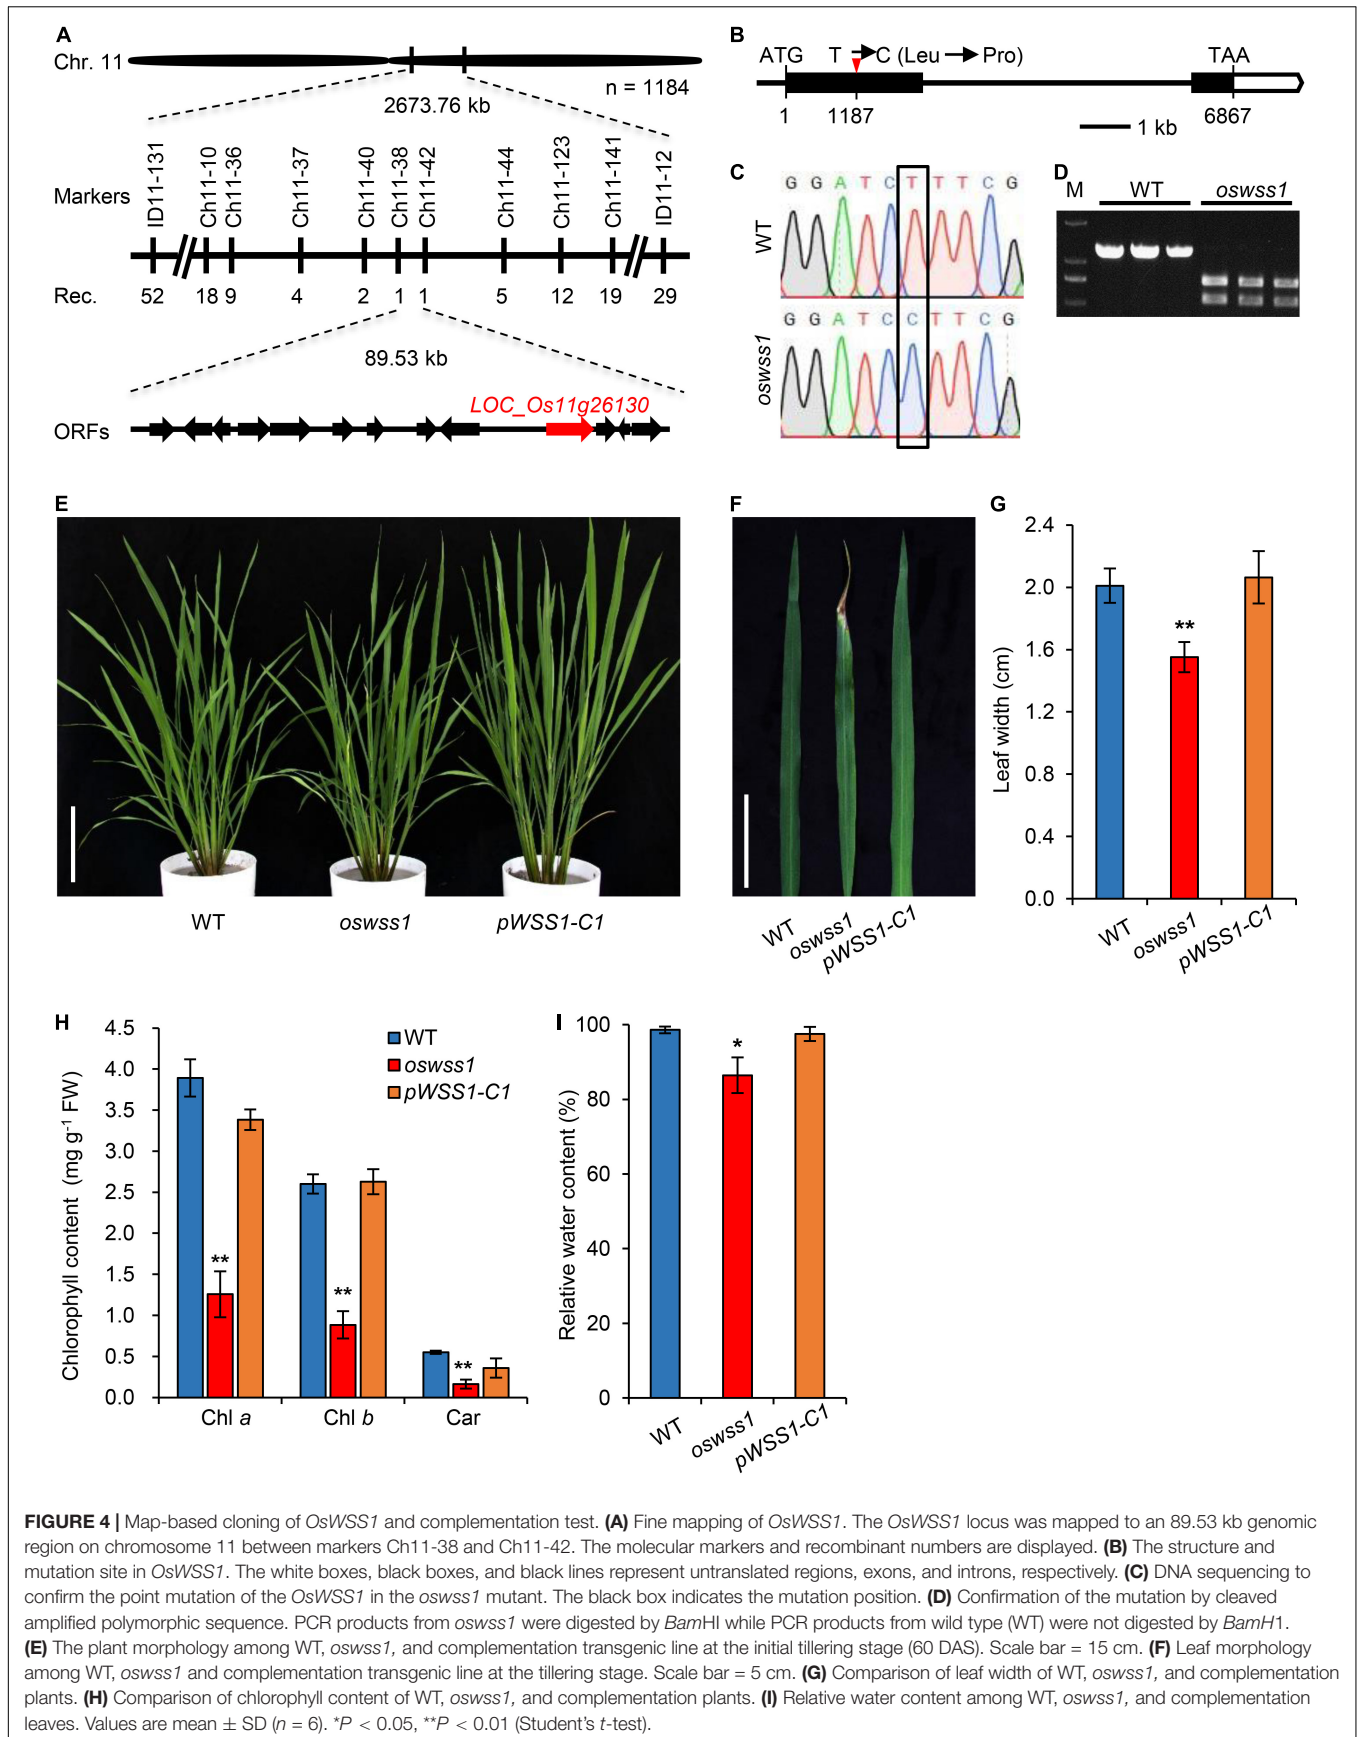 A
Chr. 11
n = 1184
2673.76 kb
Markers
ID11-131
Ch11-10
Ch11-36
Ch11-37
Ch11-40
Ch11-38
Ch11-42
Ch11-44
Ch11-123
Ch11-141
ID11-12
Rec.
52 18 9 4 2 1 1 5 12 19 29
89.53 kb
LOC_Os11g26130
ORFs
B
ATG T C (Leu Pro) TAA
1 1187 6867
1 kb
C
G G A T C T T T C G
WT
G G A T C C T T C G
oswss1
D
M WT oswss1
E
WT oswss1 pWSS1-C1
F
WT
oswss1
pWSS1-C1
G
Leaf width (cm)
2.4
2.0
1.6
1.2
0.8
0.4
0.0
**
WT
oswss1
pWSS1-C1
H
Chlorophyll content (mg g-1 FW)
4.5
4.0
3.5
3.0
2.5
2.0
1.5
1.0
0.5
0.0
WT
oswss1
pWSS1-C1
** ** **
Chl a Chl b Car
I
Relative water content (%)
100
80
60
40
20
0
*
WT
oswss1
pWSS1-C1
FIGURE 4 | Map-based cloning of OsWSS1 and complementation test. (A) Fine mapping of OsWSS1. The OsWSS1 locus was mapped to an 89.53 kb genomic
region on chromosome 11 between markers Ch11-38 and Ch11-42. The molecular markers and recombinant numbers are displayed. (B) The structure and
mutation site in OsWSS1. The white boxes, black boxes, and black lines represent untranslated regions, exons, and introns, respectively. (C) DNA sequencing to
confirm the point mutation of the OsWSS1 in the oswss1 mutant. The black box indicates the mutation position. (D) Confirmation of the mutation by cleaved
amplified polymorphic sequence. PCR products from oswss1 were digested by BamHI while PCR products from wild type (WT) were not digested by BamH1.
(E) The plant morphology among WT, oswss1, and complementation transgenic line at the initial tillering stage (60 DAS). Scale bar = 15 cm. (F) Leaf morphology
among WT, oswss1 and complementation transgenic line at the tillering stage. Scale bar = 5 cm. (G) Comparison of leaf width of WT, oswss1, and complementation
plants. (H) Comparison of chlorophyll content of WT, oswss1, and complementation plants. (I) Relative water content among WT, oswss1, and complementation
leaves. Values are mean ± SD (n = 6). *P < 0.05, **P < 0.01 (Student's t-test).